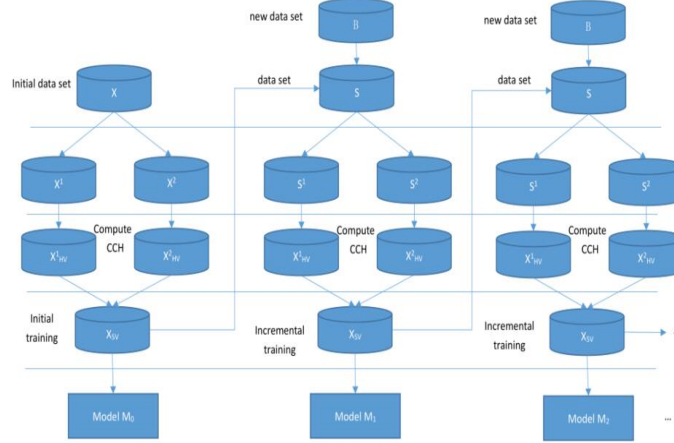 new data set
B
new data set
B
Initial data set
X
data set
S
data set
S
X¹
X²
S¹
S²
S¹
S²
Compute
CCH
X¹HV
X²HV
Compute
CCH
X¹HV
X²HV
Compute
CCH
X¹HV
X²HV
Initial
training
XSV
Incremental
training
XSV
Incremental
training
XSV
Model M₀
Model M₁
Model M₂
...